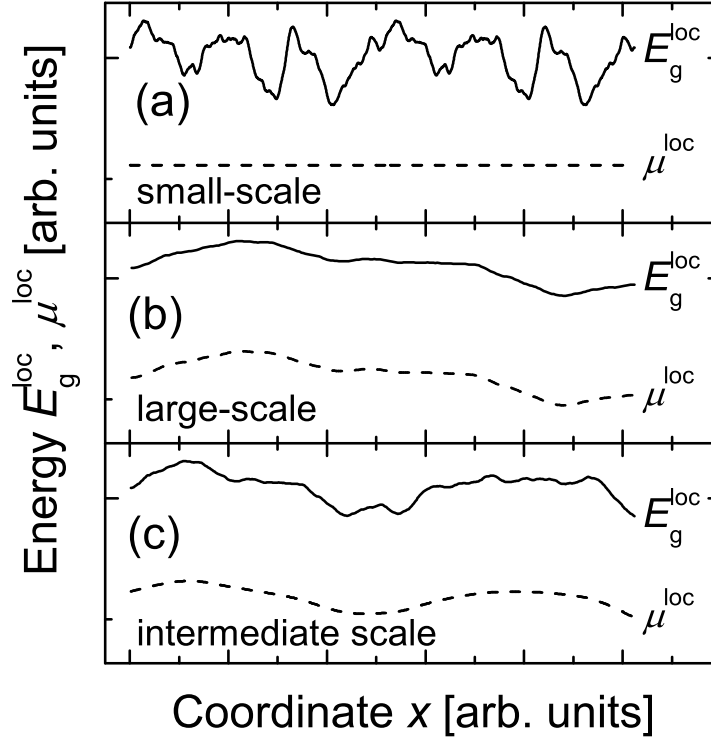 Energy E_g^loc, μ^loc [arb. units]
E_g^loc
(a)
μ^loc
small-scale
E_g^loc
(b)
μ^loc
large-scale
E_g^loc
(c)
μ^loc
intermediate scale
Coordinate x [arb. units]